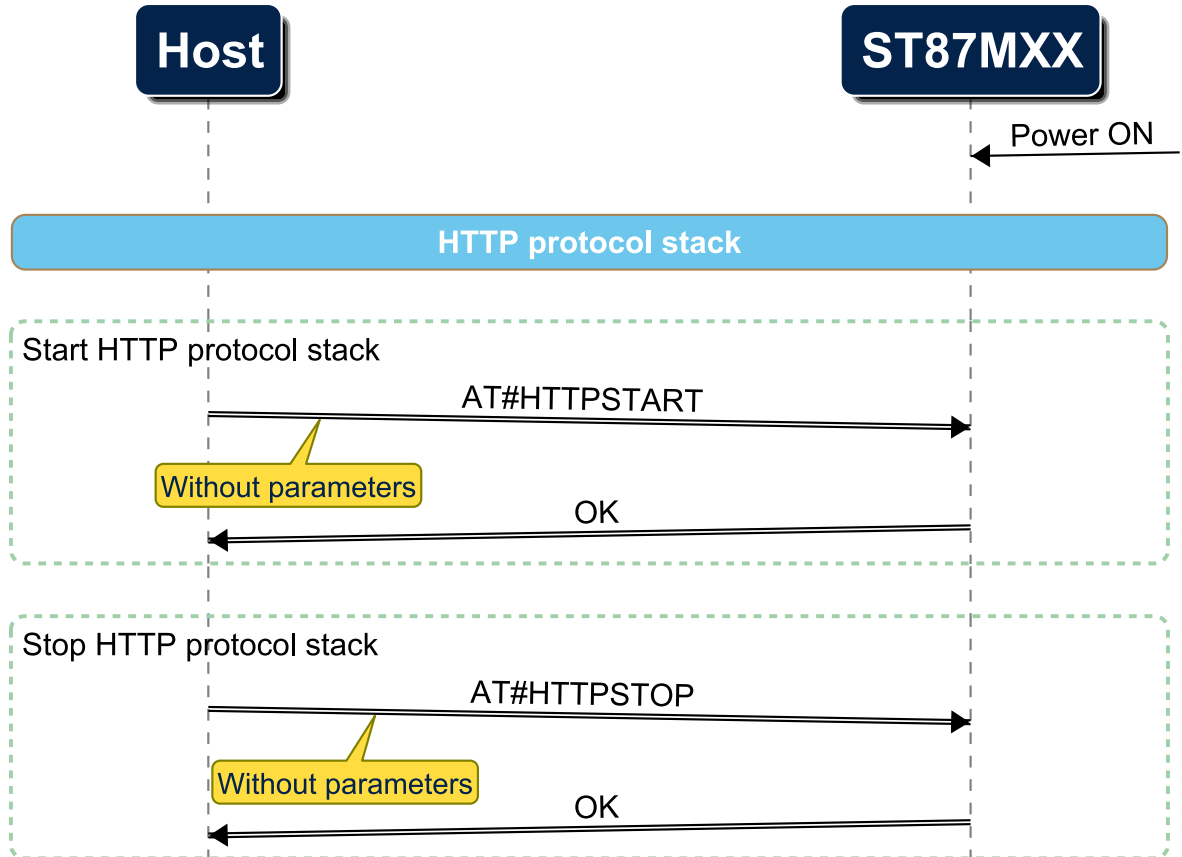 Host
ST87MXX
Power ON
HTTP protocol stack
Start HTTP protocol stack
AT#HTTPSTART
Without parameters
OK
Stop HTTP protocol stack
AT#HTTPSTOP
Without parameters
OK